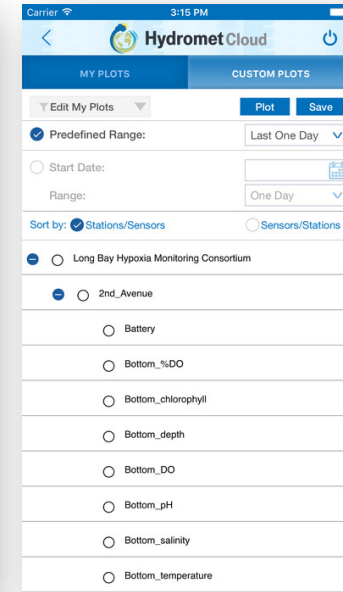 Carrier 3:15 PM
Hydromet Cloud
MY PLOTS CUSTOM PLOTS
Edit My Plots Plot Save
Predefined Range: Last One Day
Start Date:
Range: One Day
Sort by: Stations/Sensors Sensors/Stations
Long Bay Hypoxia Monitoring Consortium
2nd_Avenue
Battery
Bottom_%DO
Bottom_chlorophyll
Bottom_depth
Bottom_DO
Bottom_pH
Bottom_salinity
Bottom_temperature